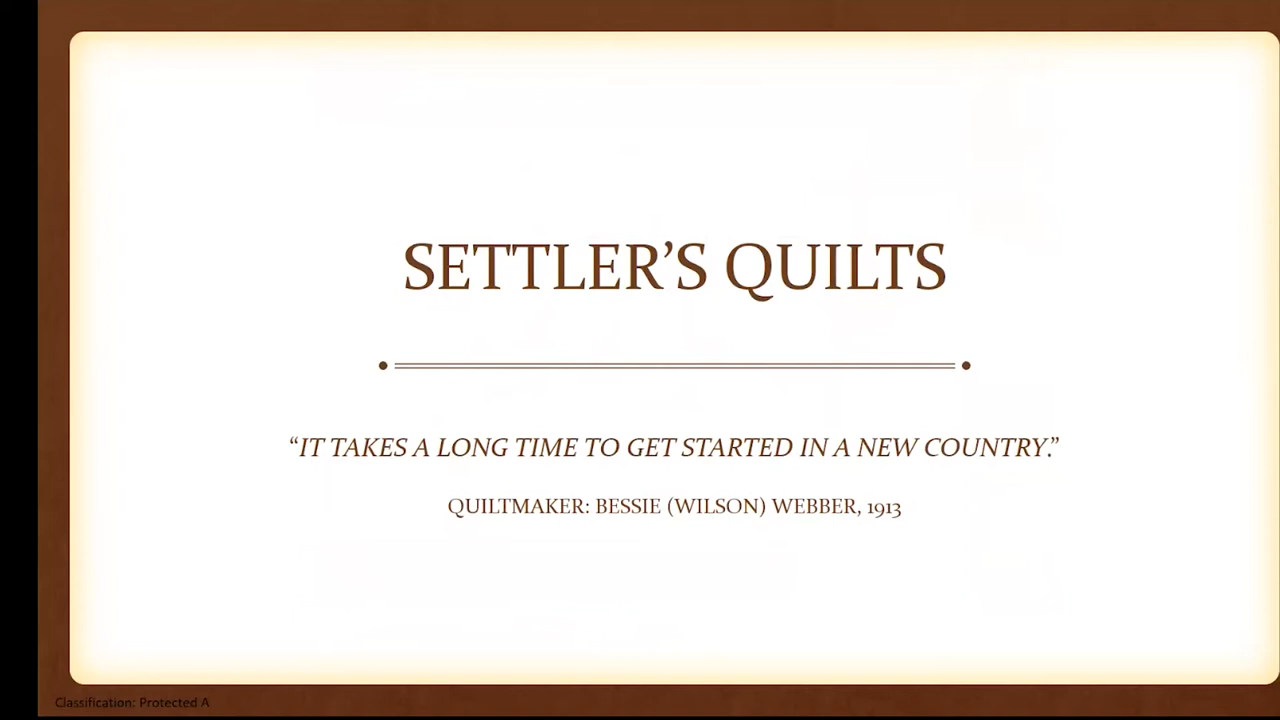 SETTLER’S QUILTS
“IT TAKES A LONG TIME TO GET STARTED IN A NEW COUNTRY.”
QUILTMAKER: BESSIE (WILSON) WEBBER, 1913
Classification: Protected A